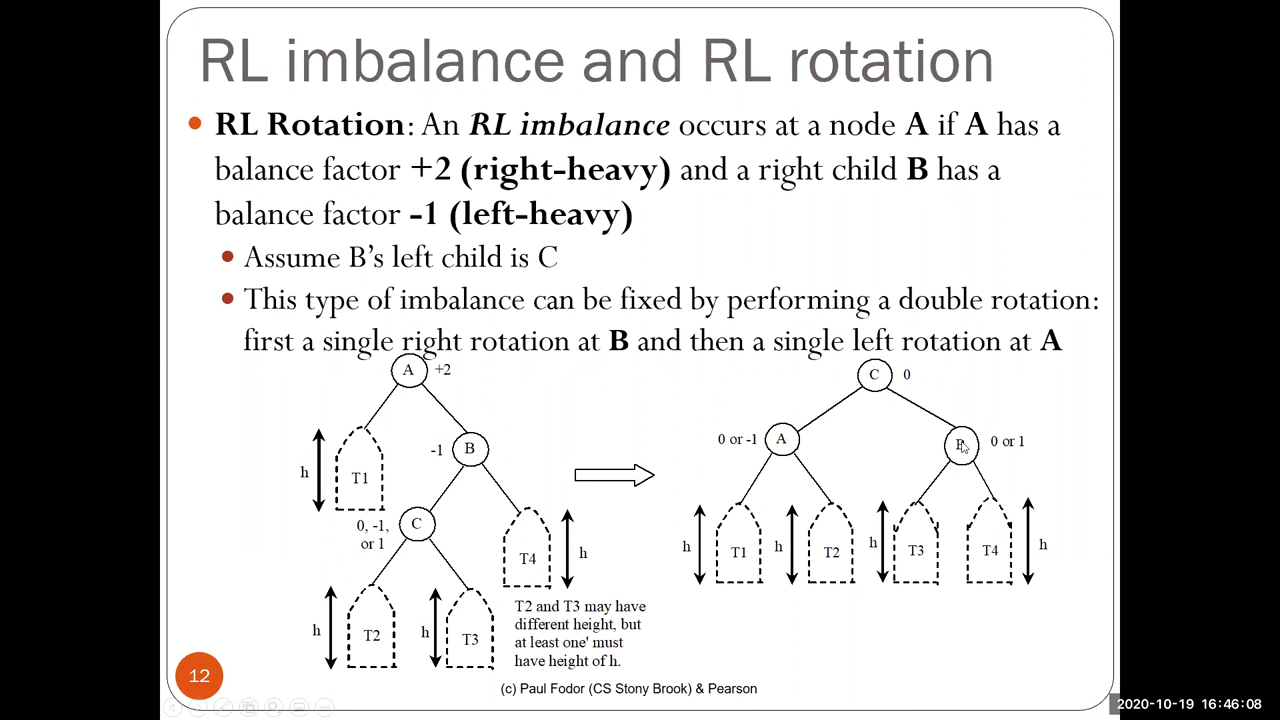 RL imbalance and RL rotation
RL Rotation: An RL imbalance occurs at a node A if A has a
balance factor +2 (right-heavy) and a right child B has a
balance factor -1 (left-heavy)
Assume B’s left child is C
This type of imbalance can be fixed by performing a double rotation:
first a single right rotation at B and then a single left rotation at A
A +2
-1 B
h T1
0, -1,
or 1
C
T4 h
h T2
h T3
T2 and T3 may have
different height, but
at least one' must
have height of h.
C 0
0 or -1 A
B 0 or 1
h T1
h T2
h T3
T4 h
12
(c) Paul Fodor (CS Stony Brook) & Pearson
2020-10-19 16:46:08